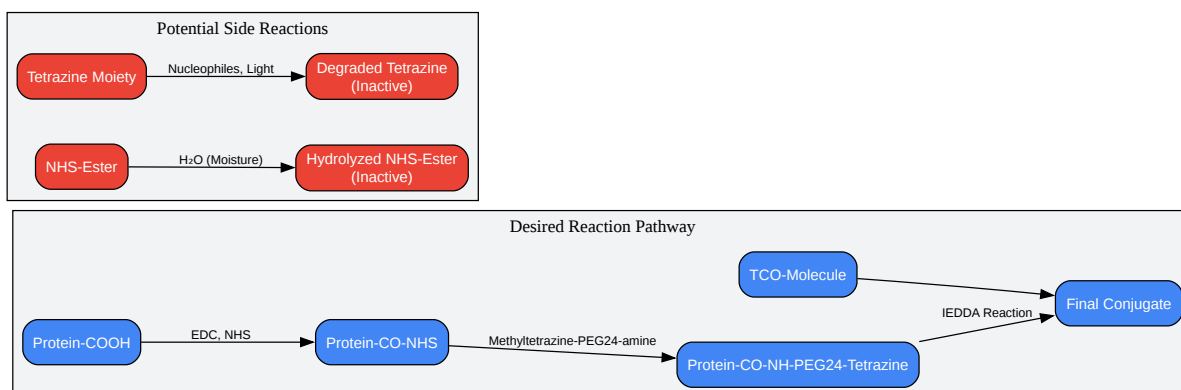 Potential Side Reactions
Tetrazine Moiety
Nucleophiles, Light
Degraded Tetrazine
(Inactive)
NHS-Ester
H₂O (Moisture)
Hydrolyzed NHS-Ester
(Inactive)
Desired Reaction Pathway
TCO-Molecule
Final Conjugate
IEDDA Reaction
Protein-COOH
EDC, NHS
Protein-CO-NHS
Methyltetrazine-PEG24-amine
Protein-CO-NH-PEG24-Tetrazine